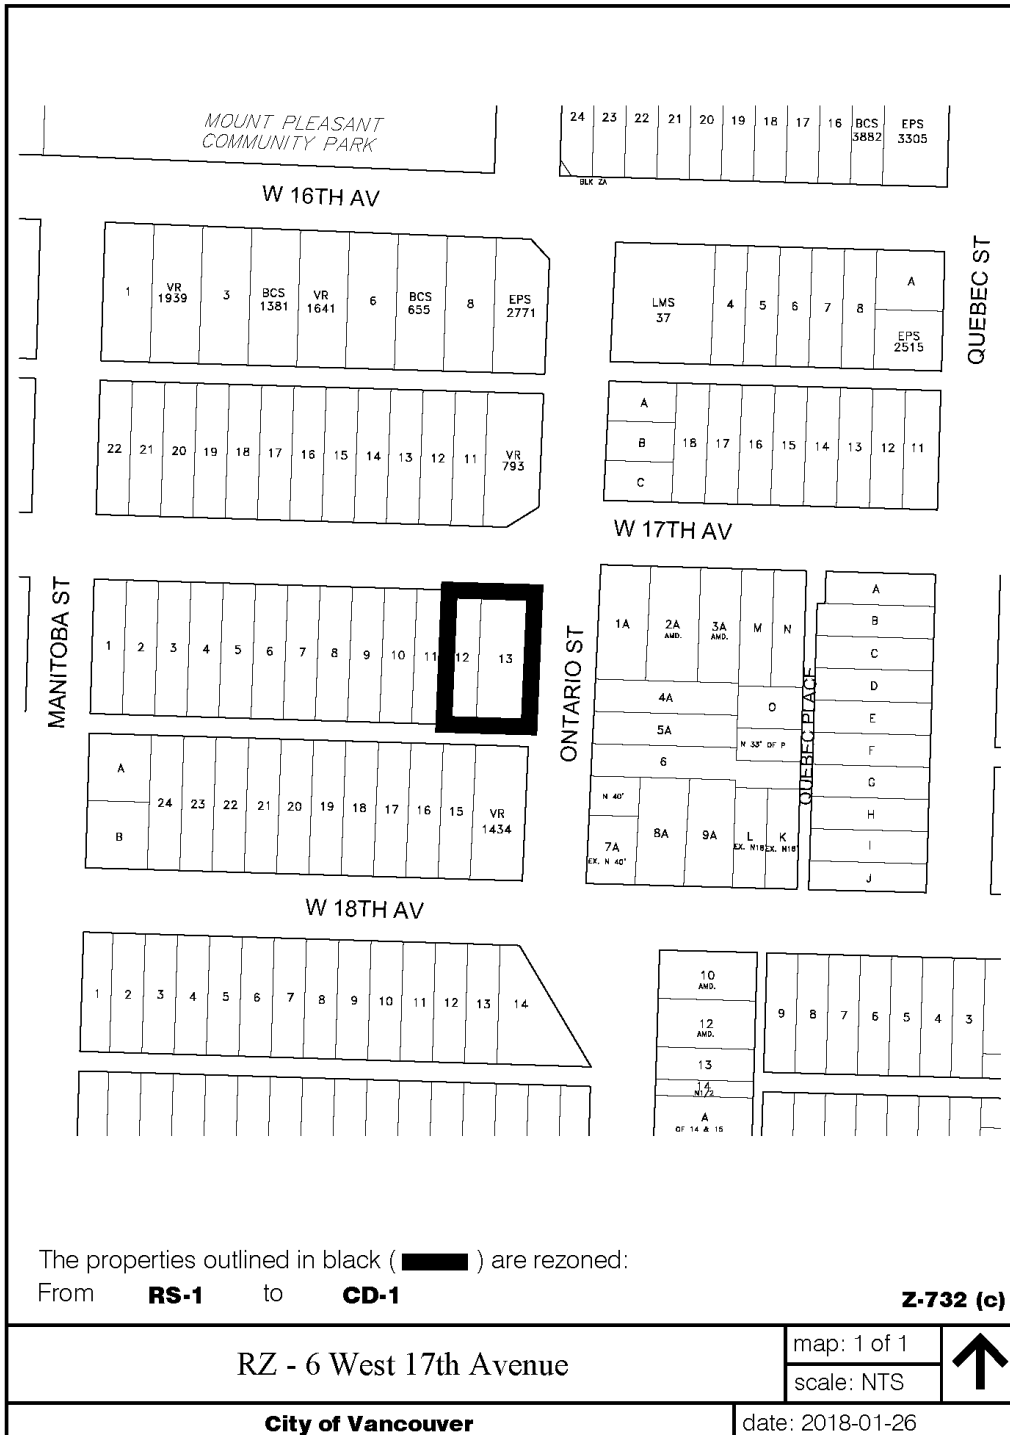 MOUNT PLEASANT
COMMUNITY PARK
24 23 22 21 20 19 18 17 16 BCS 3882 EPS 3305
BLK ZA
W 16TH AV
1 VR 1939 3 BCS 1381 VR 1641 6 BCS 655 8 EPS 2771
LMS 37 4 5 6 7 8 A
EPS 2515
QUEBEC ST
22 21 20 19 18 17 16 15 14 13 12 11 VR 793
A
B
C
18 17 16 15 14 13 12 11
W 17TH AV
MANITOBA ST
1 2 3 4 5 6 7 8 9 10 11 12 13
ONTARIO ST
1A 2A AMD. 3A AMD. M N
4A
5A
6
O
N 33' OF P
N 40'
7A
EX. N 40'
8A 9A
L
EX. N18'
K
EX. N18'
QUEBEC PLACE
A
B
C
D
E
F
G
H
I
J
A
B
24 23 22 21 20 19 18 17 16 15 VR 1434
W 18TH AV
1 2 3 4 5 6 7 8 9 10 11 12 13 14
10
AMD.
12
AMD.
13
14
N1/2
A
OF 14 & 15
9 8 7 6 5 4 3
The properties outlined in black ( ) are rezoned:
From RS-1 to CD-1
Z-732 (c)
RZ - 6 West 17th Avenue
map: 1 of 1
scale: NTS
City of Vancouver
date: 2018-01-26